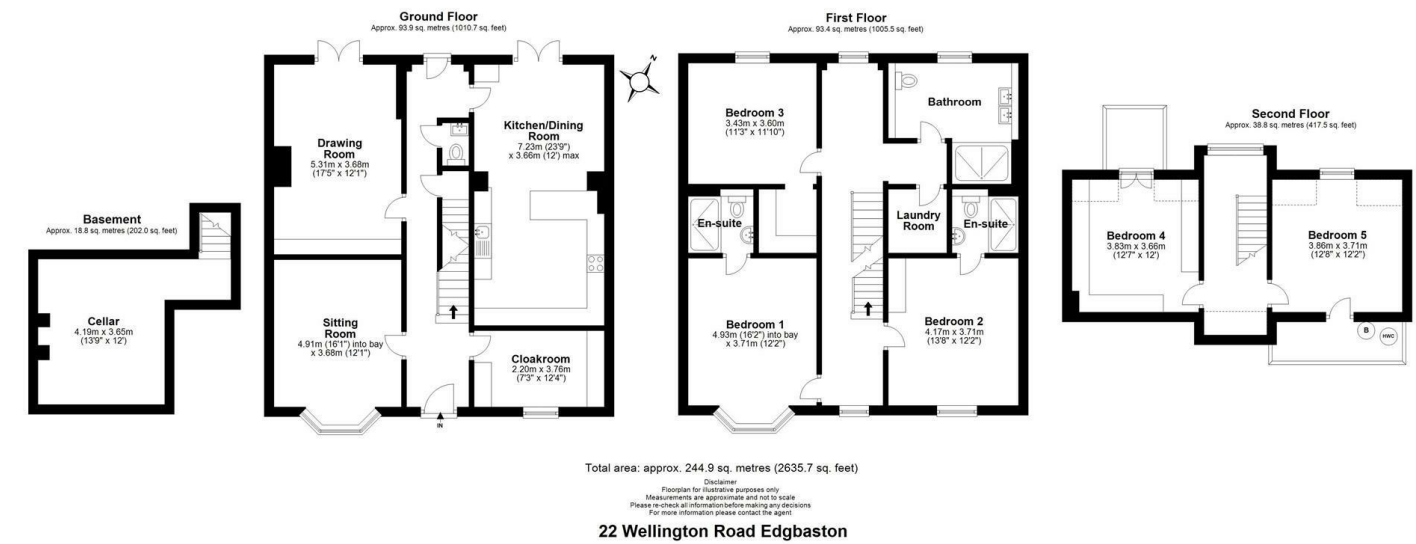 Ground Floor
Approx. 93.9 sq. metres (1010.7 sq. feet)
First Floor
Approx. 93.4 sq. metres (1005.5 sq. feet)
Second Floor
Approx. 38.8 sq. metres (417.5 sq. feet)
Basement
Approx. 18.8 sq. metres (202.0 sq. feet)
Cellar
4.19m x 3.65m
(13'9" x 12')
Drawing
Room
5.31m x 3.68m
(17'5" x 12'1")
Kitchen/Dining
Room
7.23m (23'9")
x 3.66m (12') max
Sitting
Room
4.91m (16'1") into bay
x 3.68m (12'1")
Cloakroom
2.20m x 3.76m
(7'3" x 12'4")
IN
N
Bedroom 3
3.43m x 3.60m
(11'3" x 11'10")
Bathroom
En-suite
Laundry
Room
En-suite
Bedroom 1
4.93m (16'2") into bay
x 3.71m (12'2")
Bedroom 2
4.17m x 3.71m
(13'8" x 12'2")
Bedroom 4
3.83m x 3.66m
(12'7" x 12')
Bedroom 5
3.86m x 3.71m
(12'8" x 12'2")
B
HWC
Total area: approx. 244.9 sq. metres (2635.7 sq. feet)
Disclaimer
Floorplan for illustrative purposes only
Measurements are approximate and not to scale
Please re-check all information before making any decisions
For more information please contact the agent
22 Wellington Road Edgbaston